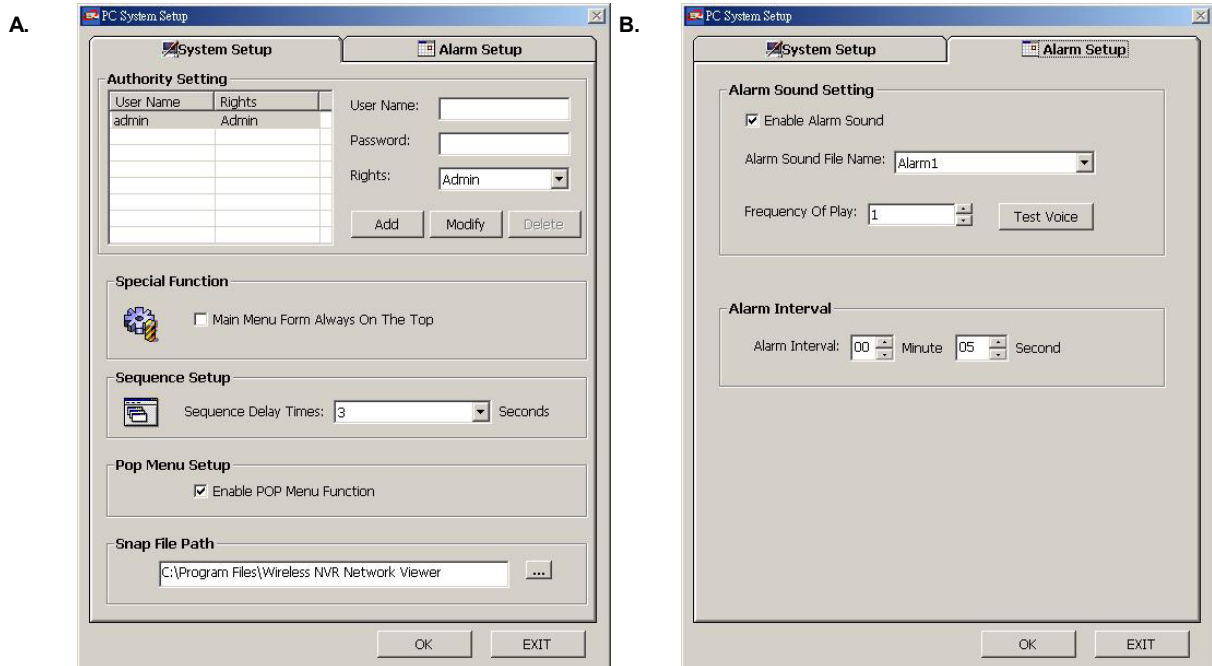 A.
PC System Setup
System Setup
Alarm Setup
Authority Setting
User Name Rights
admin Admin
User Name:
Password:
Rights: Admin
Add Modify Delete
Special Function
Main Menu Form Always On The Top
Sequence Setup
Sequence Delay Times: 3 Seconds
Pop Menu Setup
Enable POP Menu Function
Snap File Path
C:\Program Files\Wireless NVR Network Viewer
...
OK EXIT
B.
PC System Setup
System Setup
Alarm Setup
Alarm Sound Setting
Enable Alarm Sound
Alarm Sound File Name: Alarm1
Frequency Of Play: 1 Test Voice
Alarm Interval
Alarm Interval: 00 Minute 05 Second
OK EXIT